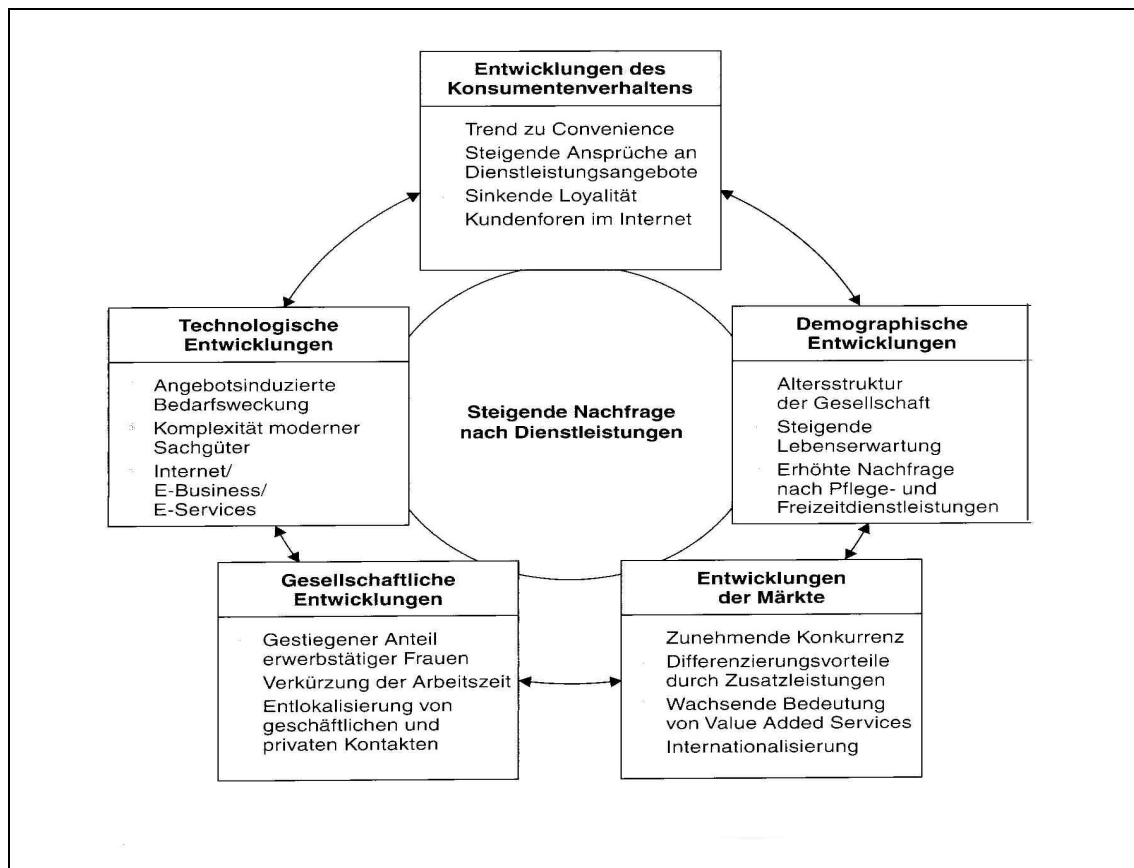 Entwicklungen des
Konsumentenverhaltens
Trend zu Convenience
Steigende Ansprüche an
Dienstleistungsangebote
Sinkende Loyalität
Kundenforen im Internet
Technologische
Entwicklungen
Angebotsinduzierte
Bedarfsweckung
Komplexität moderner
Sachgüter
Internet/
E-Business/
E-Services
Steigende Nachfrage
nach Dienstleistungen
Demographische
Entwicklungen
Altersstruktur
der Gesellschaft
Steigende
Lebenserwartung
Erhöhte Nachfrage
nach Pflege- und
Freizeitdienstleistungen
Gesellschaftliche
Entwicklungen
Gestiegener Anteil
erwerbstätiger Frauen
Verkürzung der Arbeitszeit
Entlokalisierung von
geschäftlichen und
privaten Kontakten
Entwicklungen
der Märkte
Zunehmende Konkurrenz
Differenzierungsvorteile
durch Zusatzleistungen
Wachsende Bedeutung
von Value Added Services
Internationalisierung